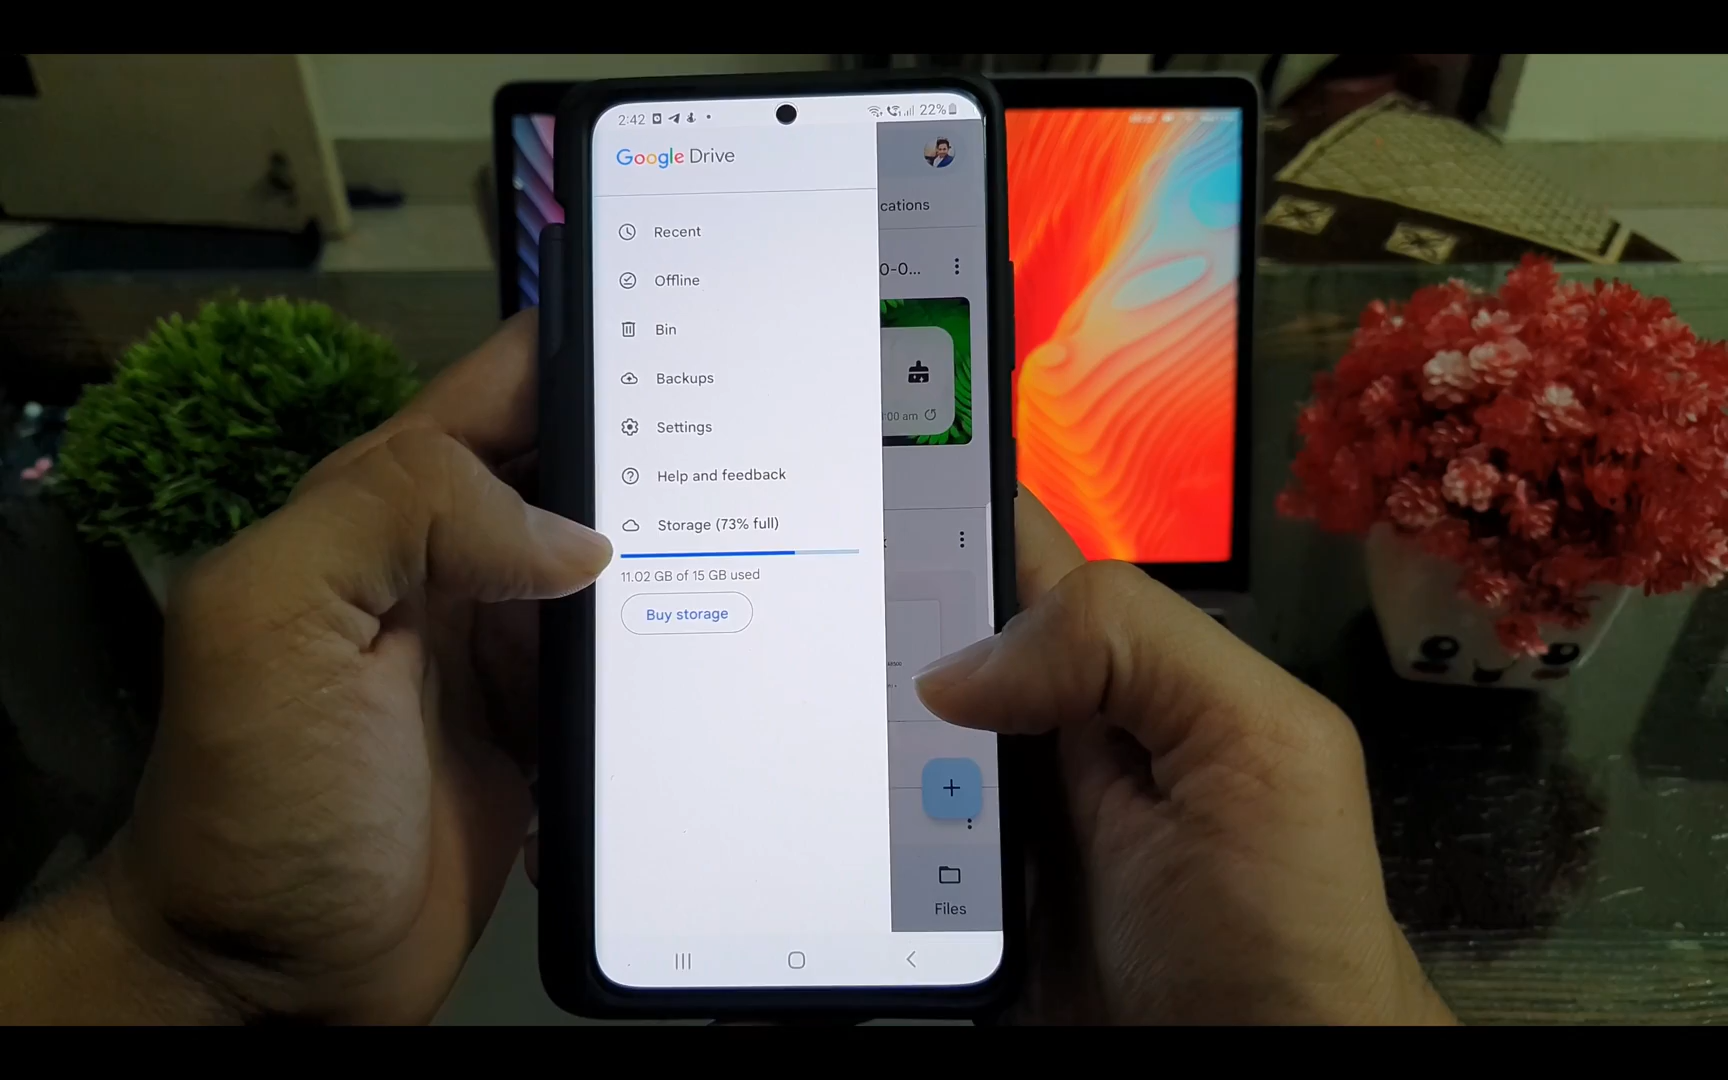 2:42
22%
Google Drive
cations
Recent
0-0...
Offline
Bin
Backups
:00 am
Settings
Help and feedback
Storage (73% full)
11.02 GB of 15 GB used
Buy storage
Files